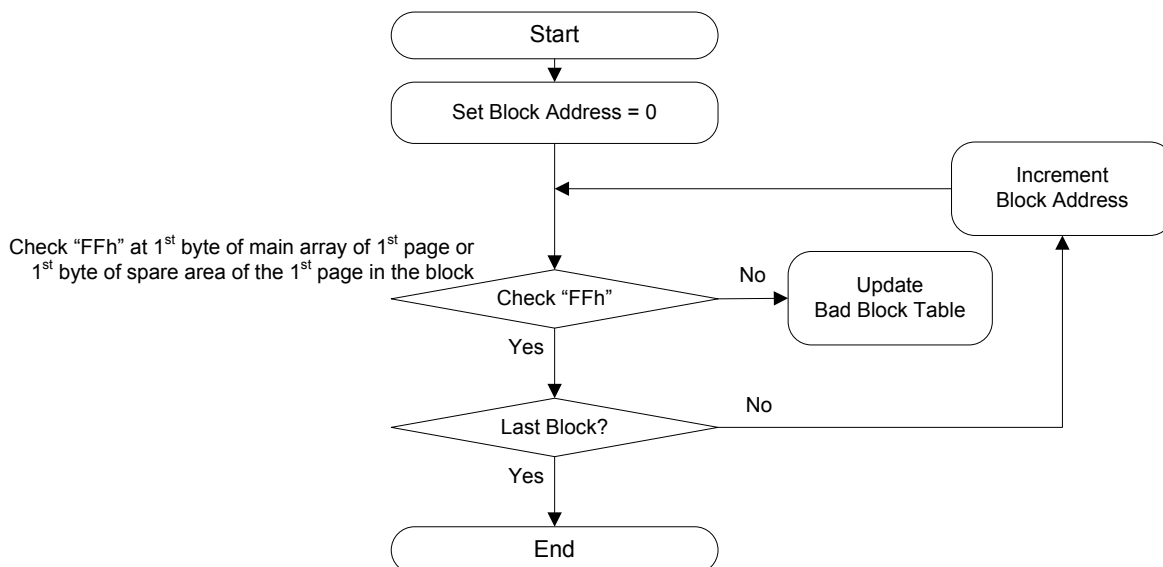 Start
Set Block Address = 0
Increment
Block Address
Check “FFh” at 1st byte of main array of 1st page or
1st byte of spare area of the 1st page in the block
Check “FFh”
No
Update
Bad Block Table
Yes
Last Block?
No
Yes
End